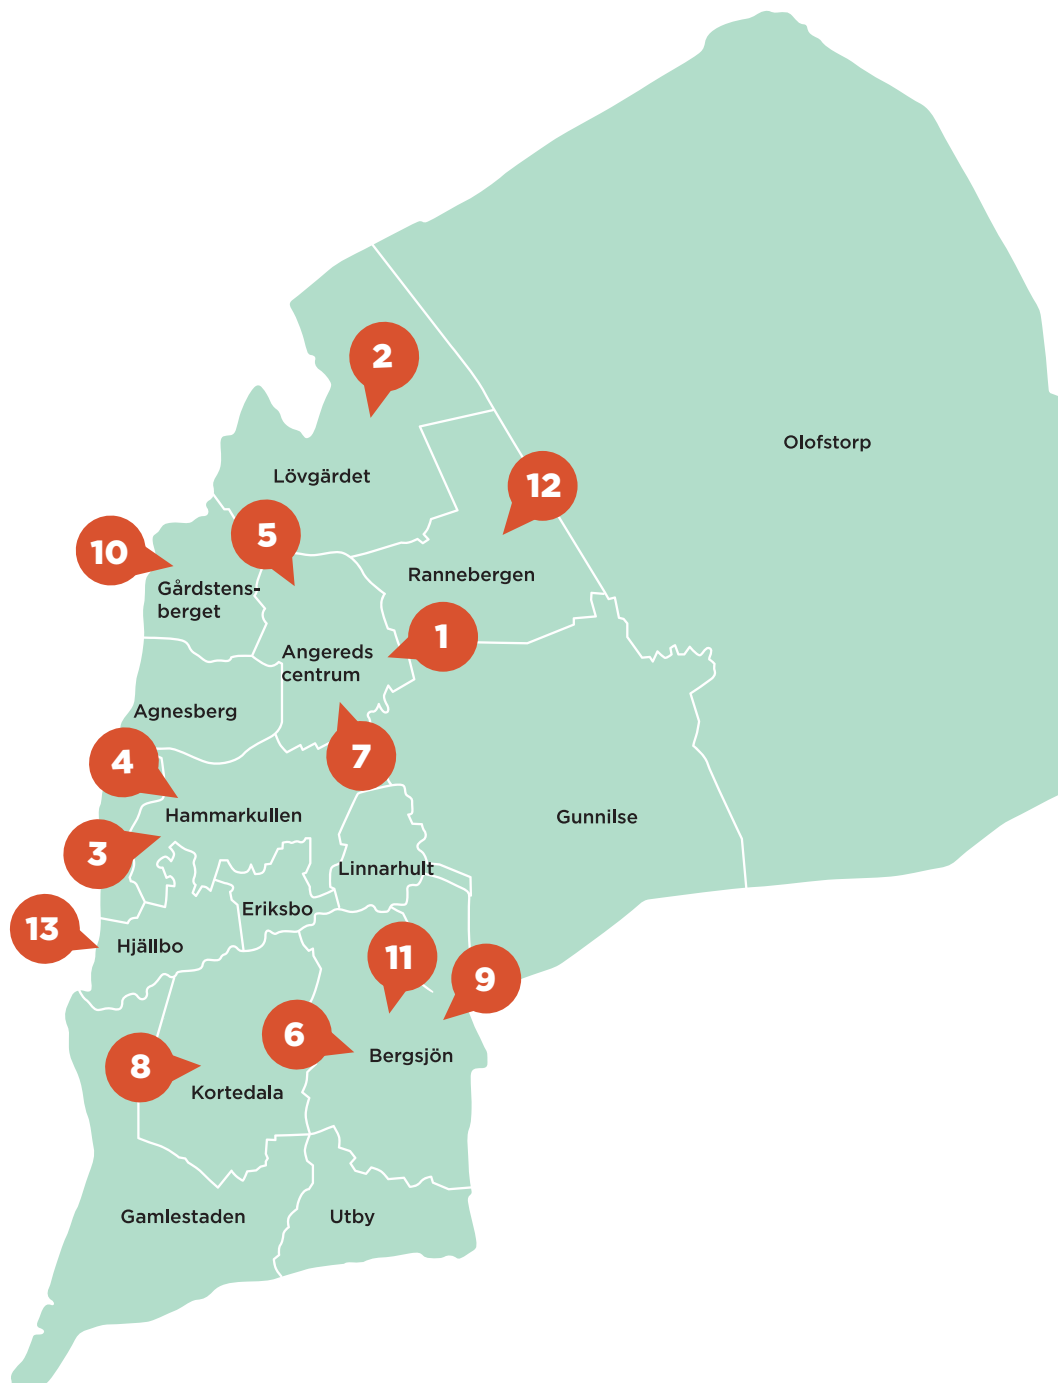 2
Olofstorp
Lövgärdet
12
5
10
Rannebergen
Gårdstens-
berget
1
Angereds
centrum
Agnesberg
7
4
Hammarkullen
Gunnilse
3
Linnarhult
Eriksbo
13
Hjällbo
11
9
6
Bergsjön
8
Kortedala
Gamlestaden
Utby